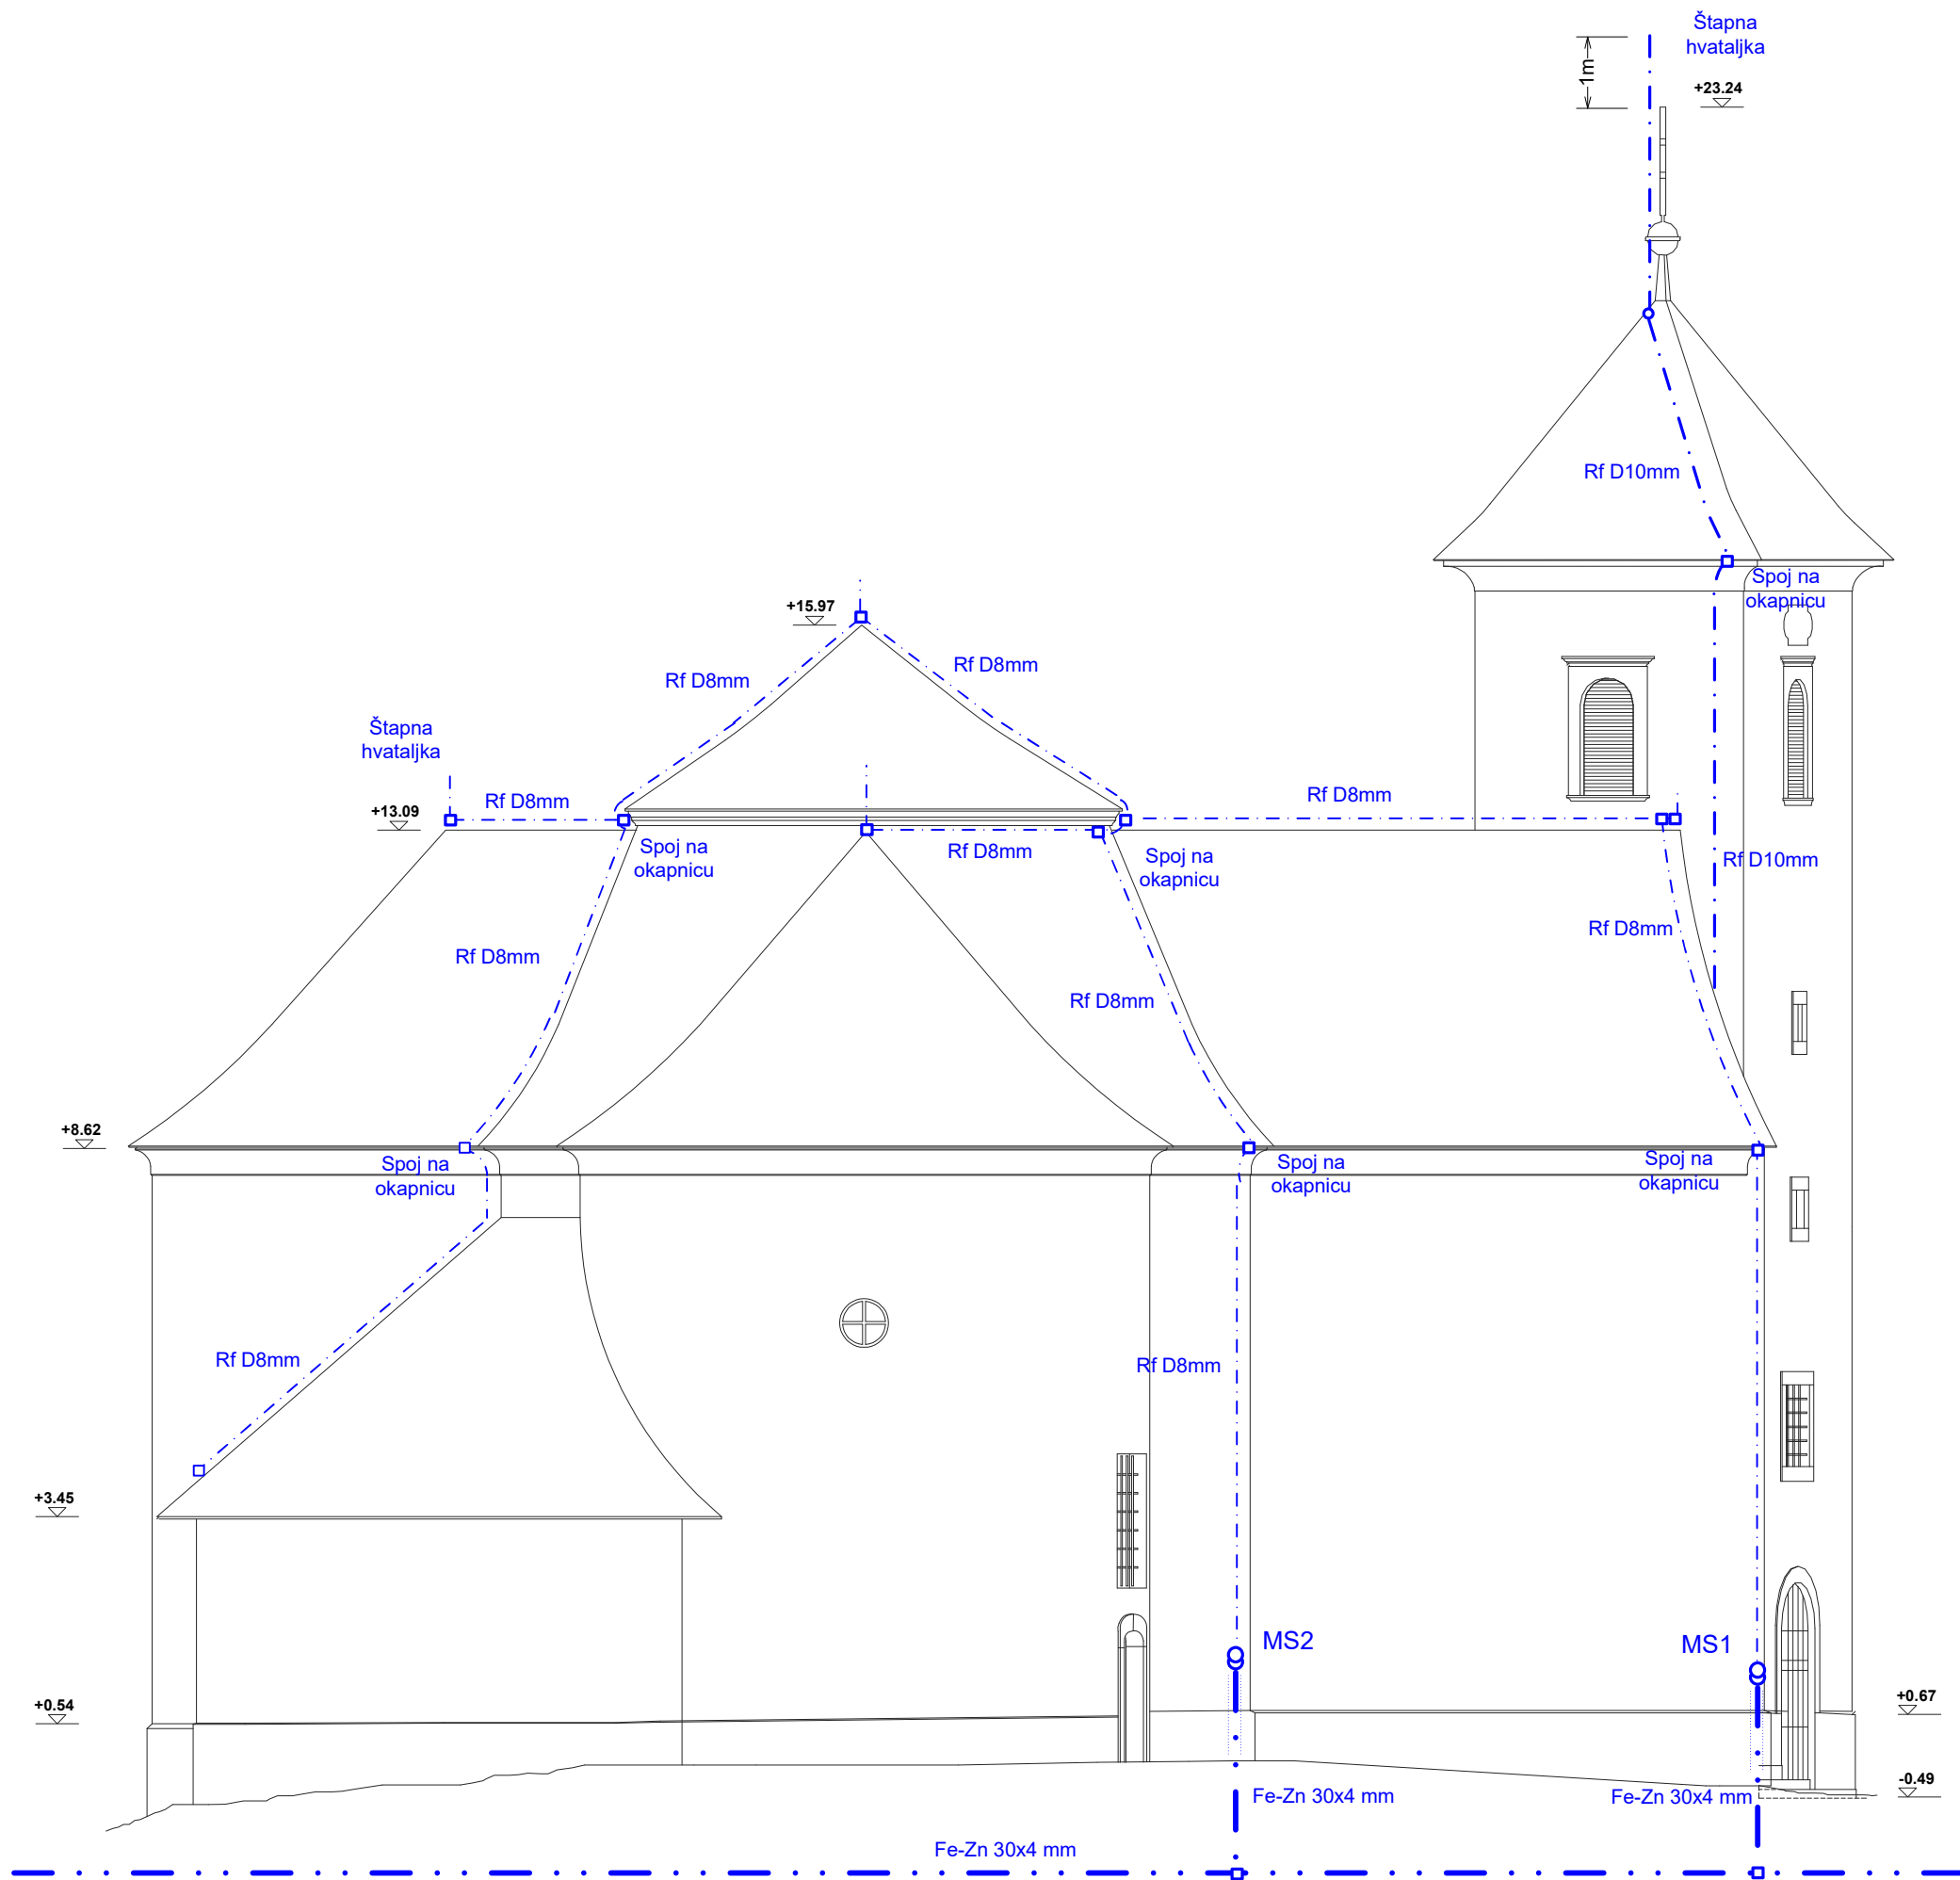 Štapna
hvataljka
1m
+23.24
Rf D10mm
Spoj na
okapnicu
+15.97
Rf D8mm
Rf D8mm
Štapna
hvataljka
Rf D8mm
Rf D8mm
+13.09
Spoj na
okapnicu
Rf D8mm
Spoj na
okapnicu
Rf D10mm
Rf D8mm
Rf D8mm
Rf D8mm
+8.62
Spoj na
okapnicu
Spoj na
okapnicu
Spoj na
okapnicu
Rf D8mm
Rf D8mm
+3.45
MS2
MS1
+0.54
+0.67
-0.49
Fe-Zn 30x4 mm
Fe-Zn 30x4 mm
Fe-Zn 30x4 mm